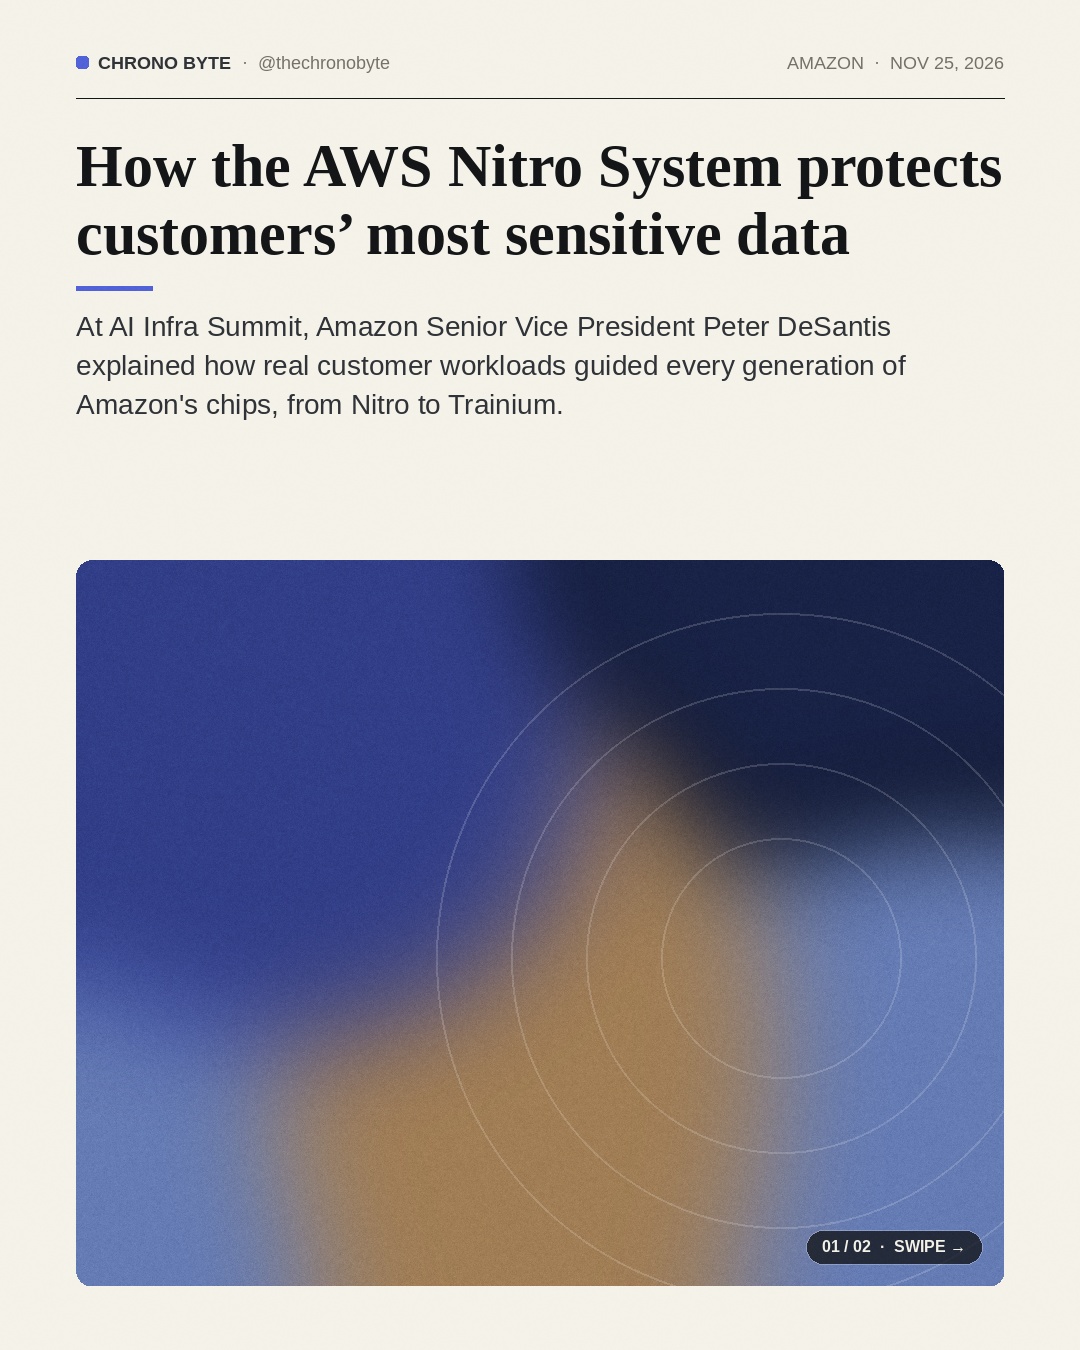 CHRONO BYTE · @thechronobyte
AMAZON · NOV 25, 2026
How the AWS Nitro System protects
customers’ most sensitive data
At AI Infra Summit, Amazon Senior Vice President Peter DeSantis
explained how real customer workloads guided every generation of
Amazon's chips, from Nitro to Trainium.
01 / 02 · SWIPE →